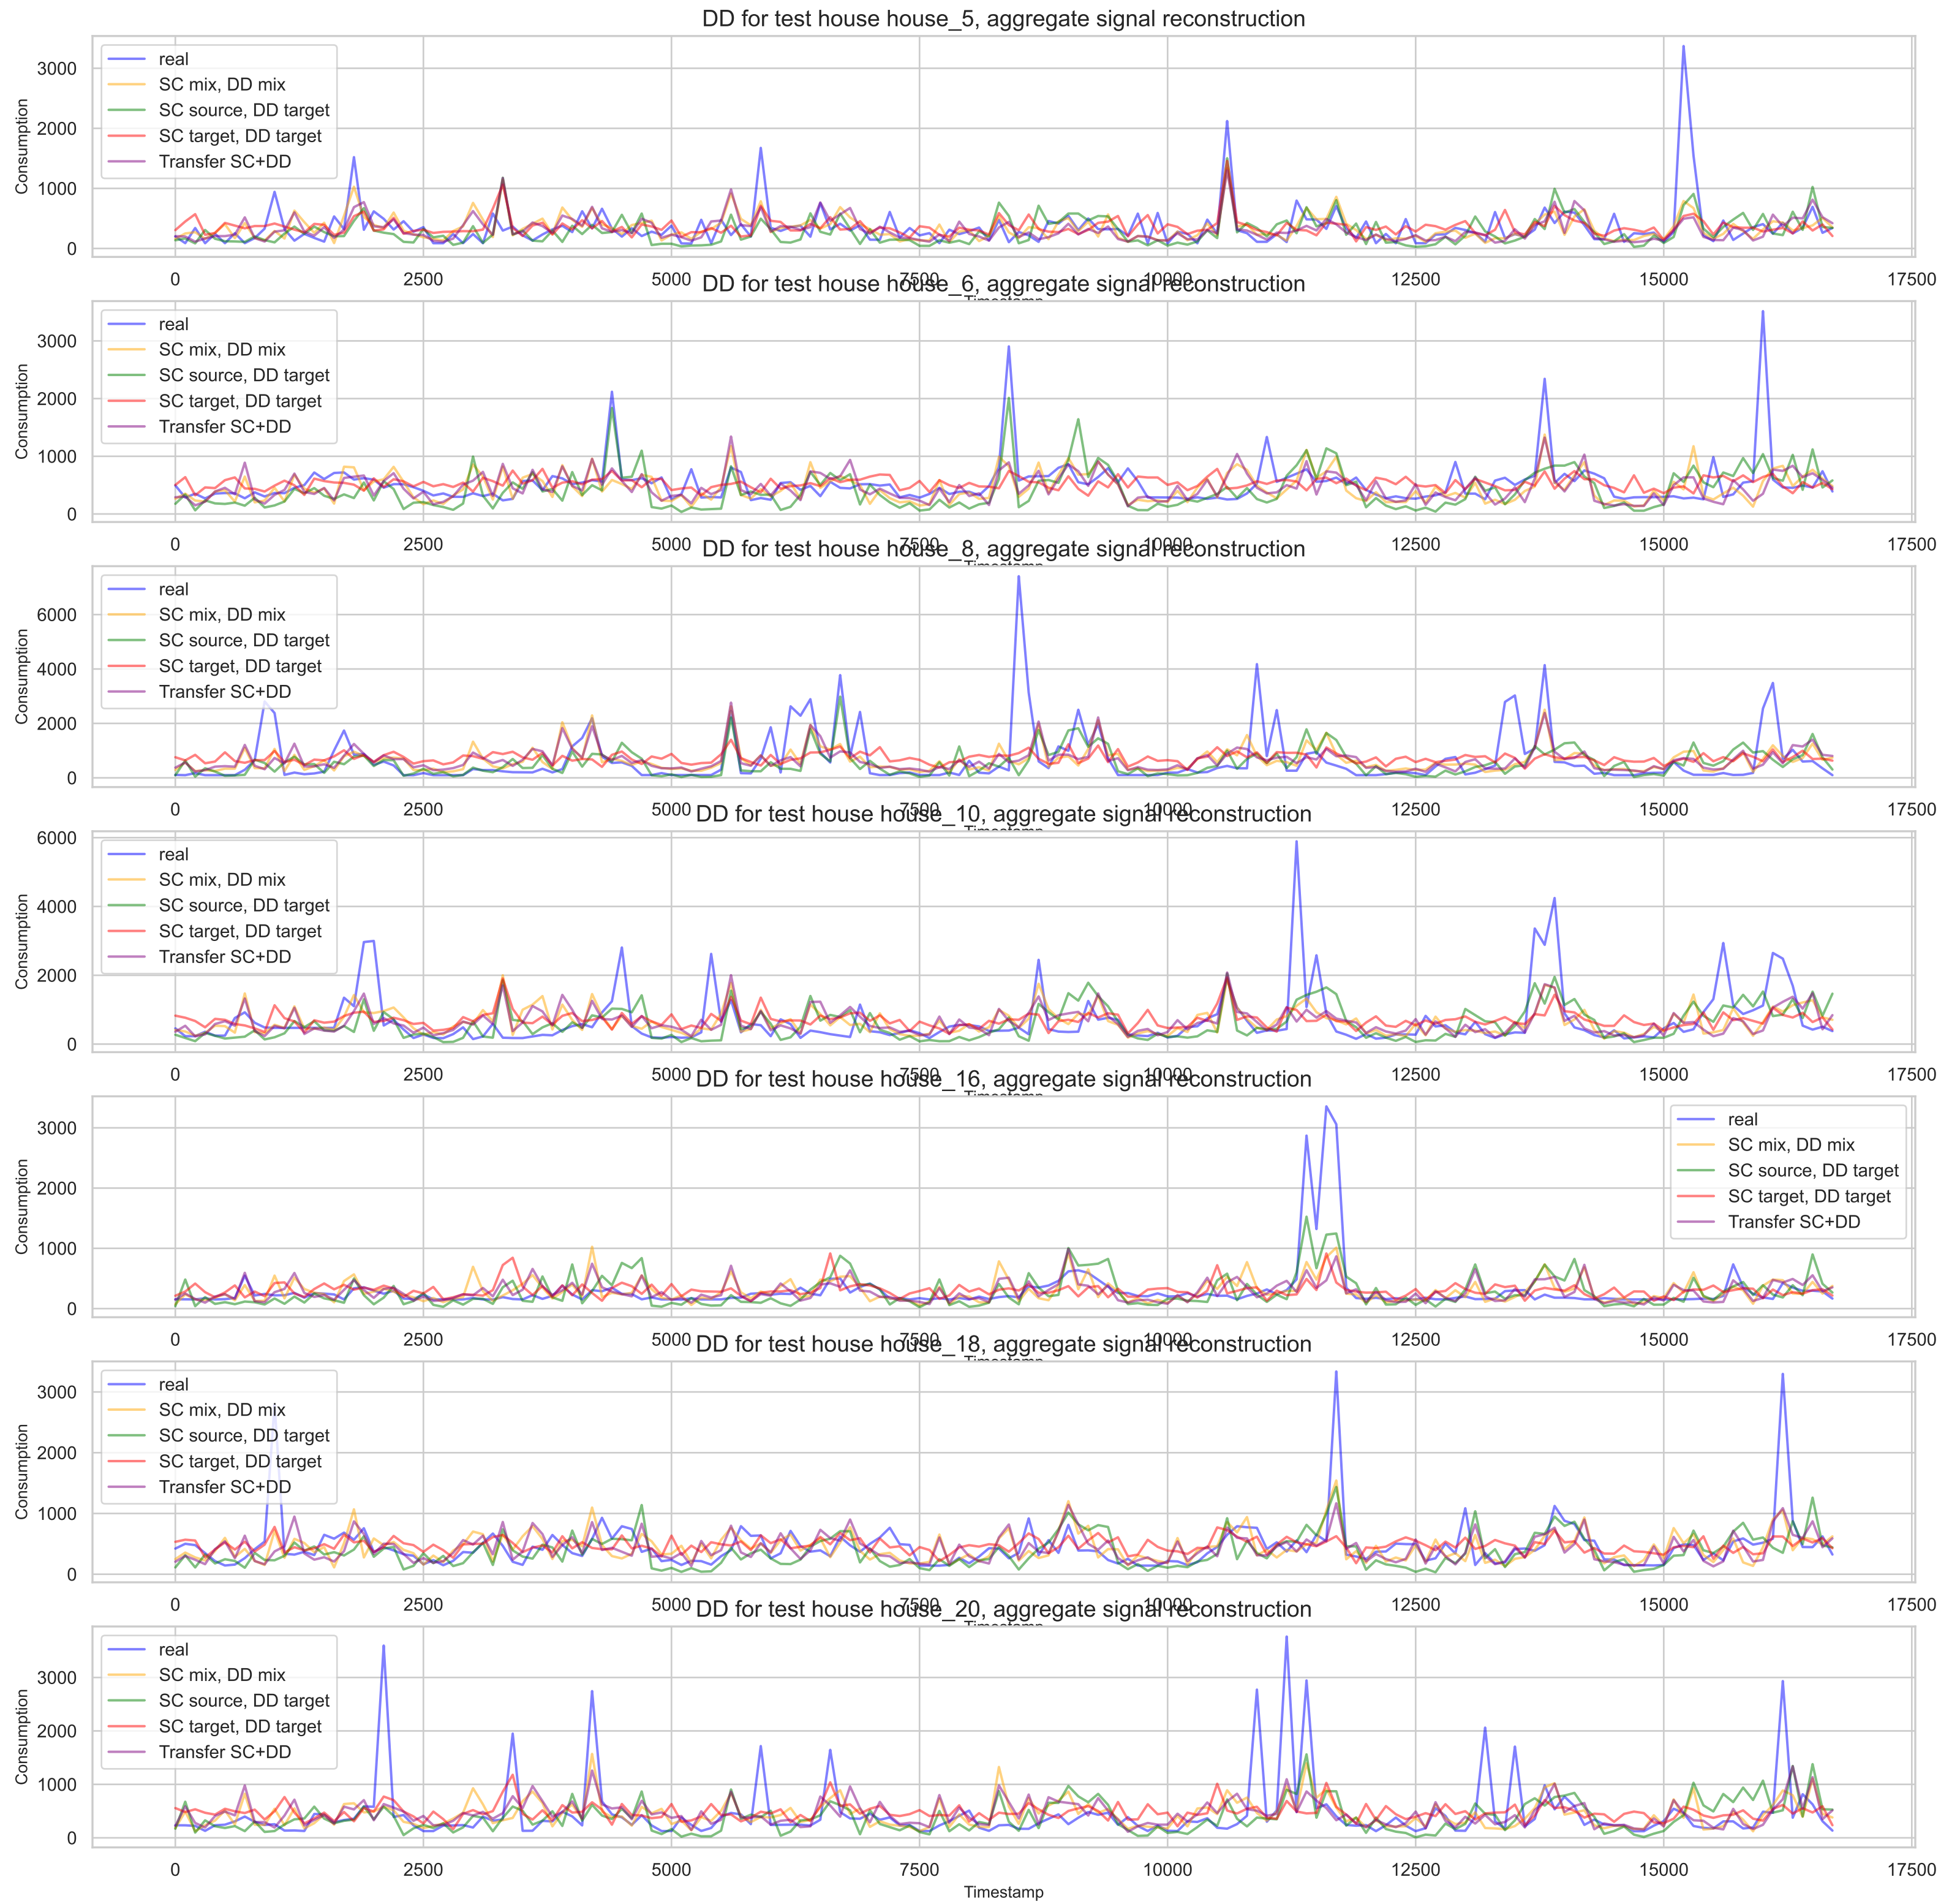 DD for test house house_5, aggregate signal reconstruction
Consumption
3000
2000
1000
0
real
SC mix, DD mix
SC source, DD target
SC target, DD target
Transfer SC+DD
0 2500 5000 7500 10000 12500 15000 17500
Timestamp
DD for test house house_6, aggregate signal reconstruction
Consumption
3000
2000
1000
0
real
SC mix, DD mix
SC source, DD target
SC target, DD target
Transfer SC+DD
0 2500 5000 7500 10000 12500 15000 17500
Timestamp
DD for test house house_8, aggregate signal reconstruction
Consumption
6000
4000
2000
0
real
SC mix, DD mix
SC source, DD target
SC target, DD target
Transfer SC+DD
0 2500 5000 7500 10000 12500 15000 17500
Timestamp
DD for test house house_10, aggregate signal reconstruction
Consumption
6000
4000
2000
0
real
SC mix, DD mix
SC source, DD target
SC target, DD target
Transfer SC+DD
0 2500 5000 7500 10000 12500 15000 17500
Timestamp
DD for test house house_16, aggregate signal reconstruction
Consumption
3000
2000
1000
0
real
SC mix, DD mix
SC source, DD target
SC target, DD target
Transfer SC+DD
0 2500 5000 7500 10000 12500 15000 17500
Timestamp
DD for test house house_18, aggregate signal reconstruction
Consumption
3000
2000
1000
0
real
SC mix, DD mix
SC source, DD target
SC target, DD target
Transfer SC+DD
0 2500 5000 7500 10000 12500 15000 17500
Timestamp
DD for test house house_20, aggregate signal reconstruction
Consumption
3000
2000
1000
0
real
SC mix, DD mix
SC source, DD target
SC target, DD target
Transfer SC+DD
0 2500 5000 7500 10000 12500 15000 17500
Timestamp